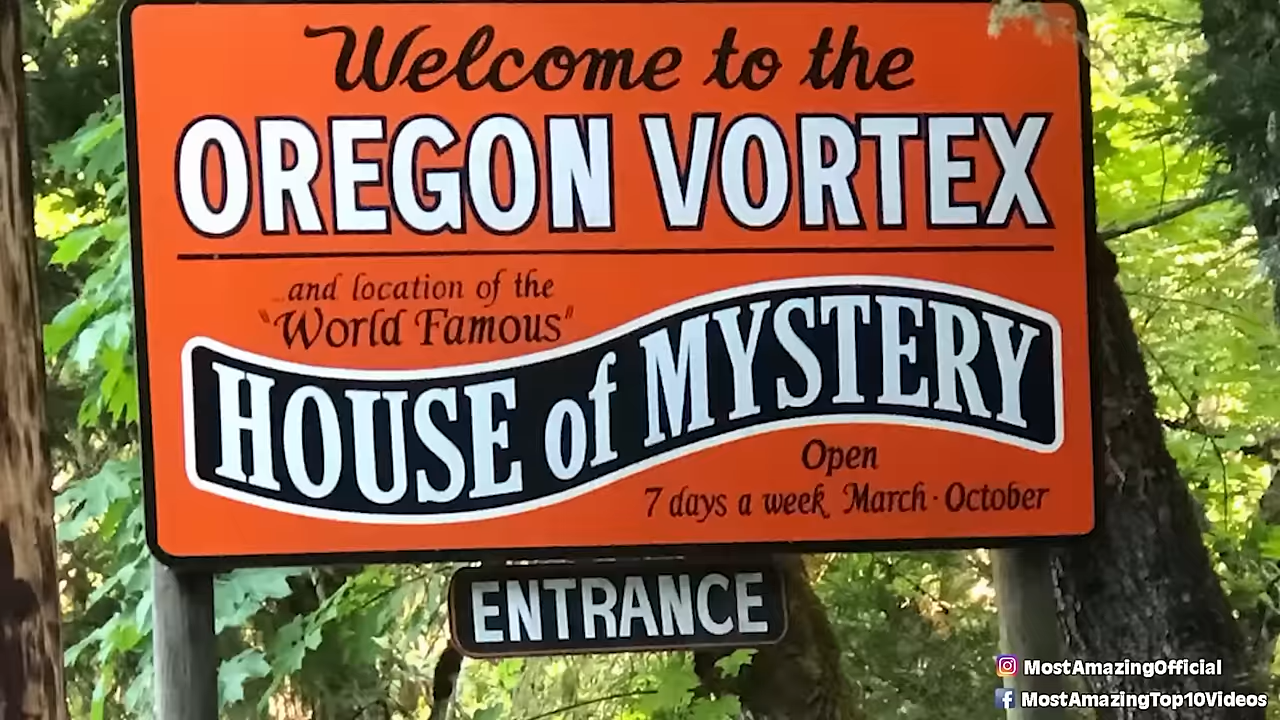 Welcome to the
OREGON VORTEX
and location of the
"World Famous"
HOUSE of MYSTERY
Open
7 days a week, March · October
ENTRANCE
MostAmazingOfficial
MostAmazingTop10Videos